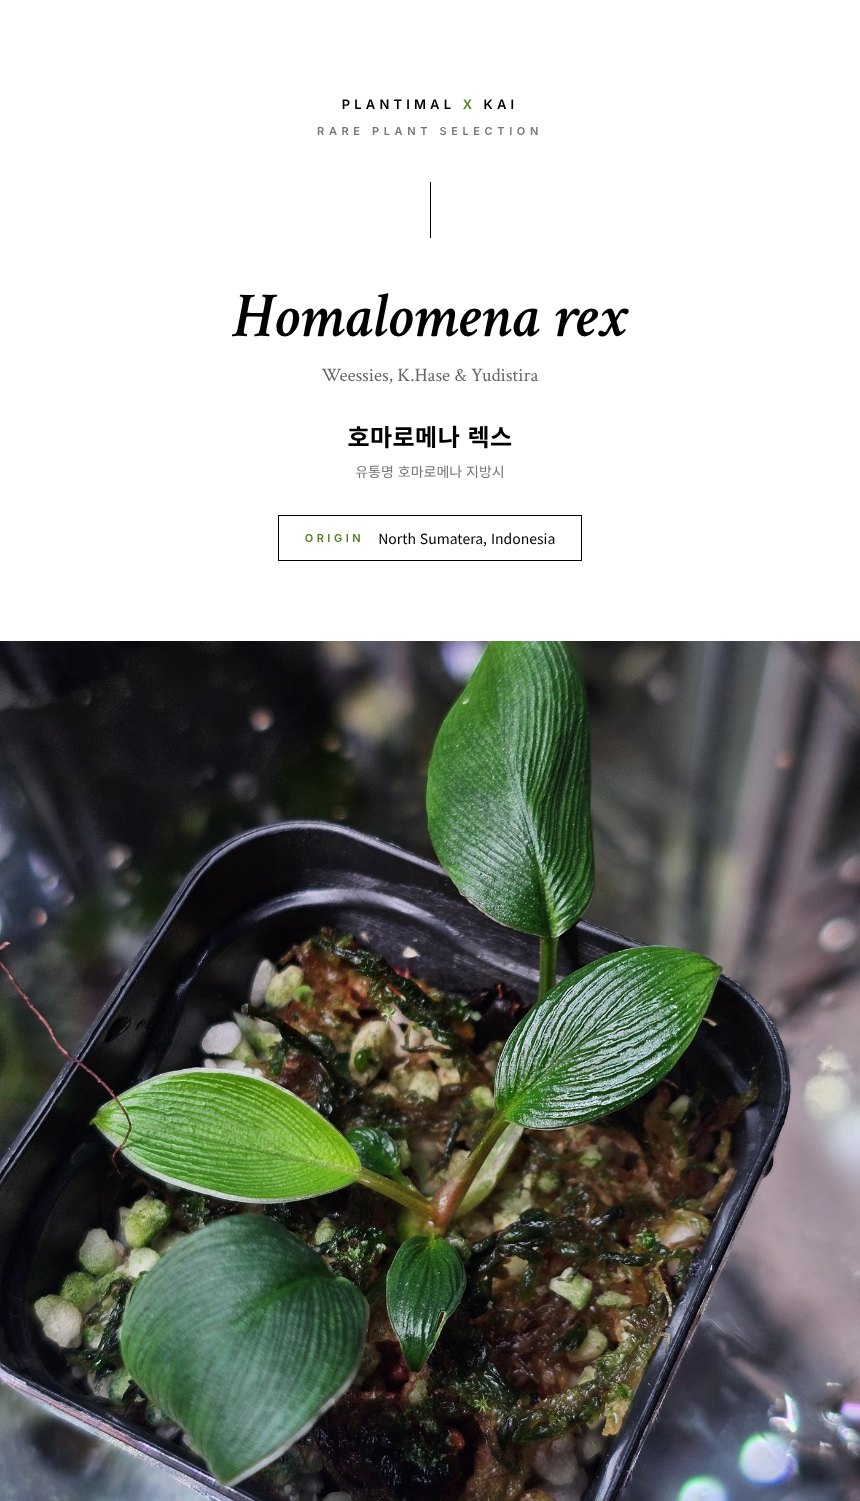 PLANTIMAL X KAI
RARE PLANT SELECTION
Homalomena rex
Weessies, K.Hase & Yudistira
호마로메나 렉스
유통명 호마로메나 지방시
ORIGIN North Sumatera, Indonesia